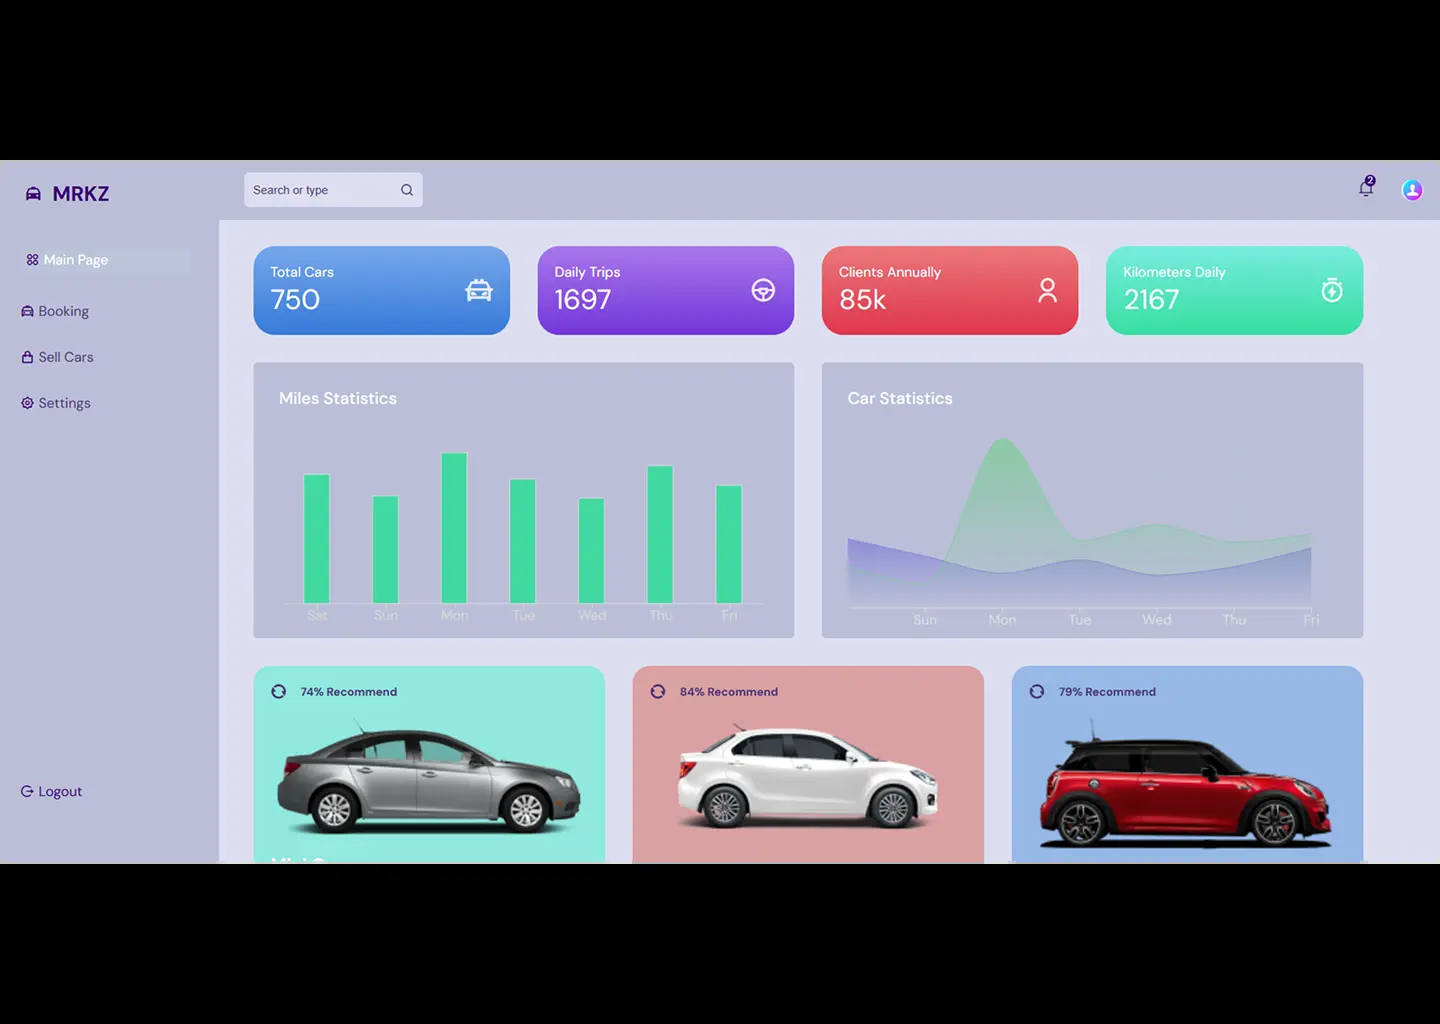 MRKZ
Search or type
2
Main Page
Booking
Sell Cars
Settings
Logout
Total Cars
750
Daily Trips
1697
Clients Annually
85k
Kilometers Daily
2167
Miles Statistics
Sat Sun Mon Tue Wed Thu Fri
Car Statistics
Sun Mon Tue Wed Thu Fri
74% Recommend
84% Recommend
79% Recommend